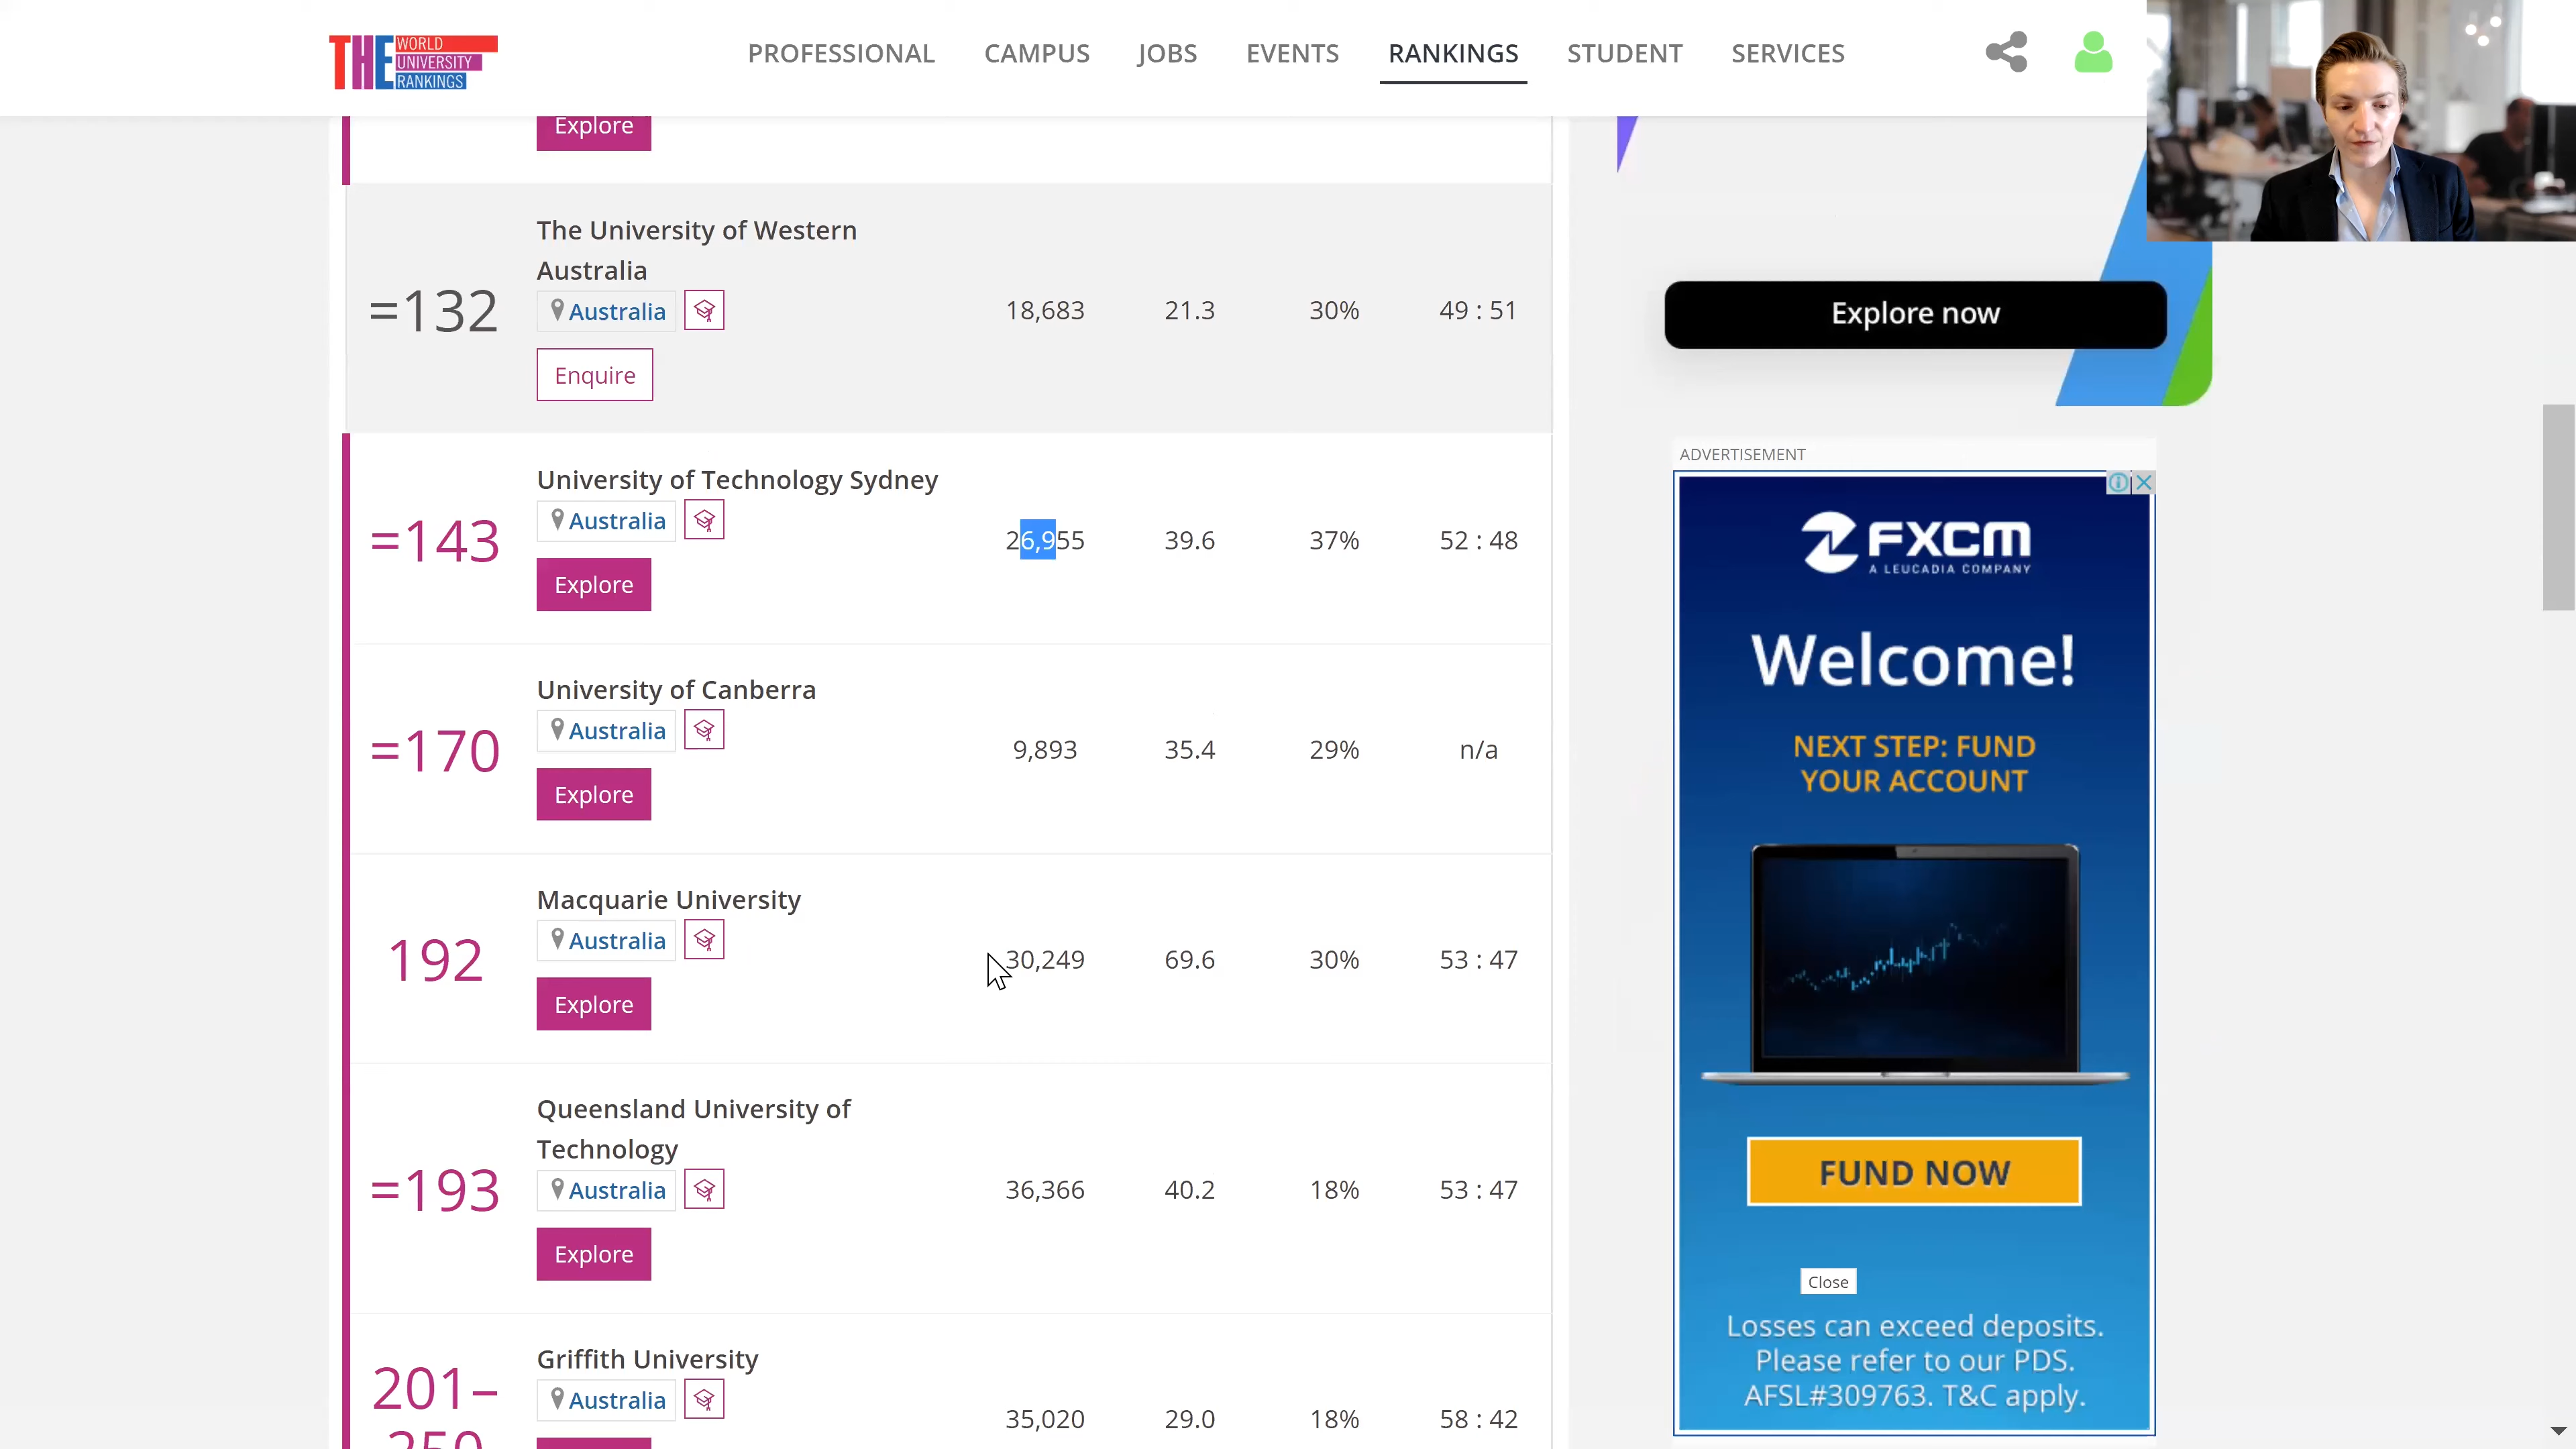 THE WORLD UNIVERSITY RANKINGS
PROFESSIONAL CAMPUS JOBS EVENTS RANKINGS STUDENT SERVICES
Explore
=132
The University of Western
Australia
Australia
Enquire
18,683 21.3 30% 49 : 51
=143
University of Technology Sydney
Australia
Explore
26,955 39.6 37% 52 : 48
=170
University of Canberra
Australia
Explore
9,893 35.4 29% n/a
192
Macquarie University
Australia
Explore
30,249 69.6 30% 53 : 47
=193
Queensland University of
Technology
Australia
Explore
36,366 40.2 18% 53 : 47
201–
250
Griffith University
Australia
35,020 29.0 18% 58 : 42
Explore now
ADVERTISEMENT
FXCM
A LEUCADIA COMPANY
Welcome!
NEXT STEP: FUND
YOUR ACCOUNT
FUND NOW
Close
Losses can exceed deposits.
Please refer to our PDS.
AFSL#309763. T&C apply.